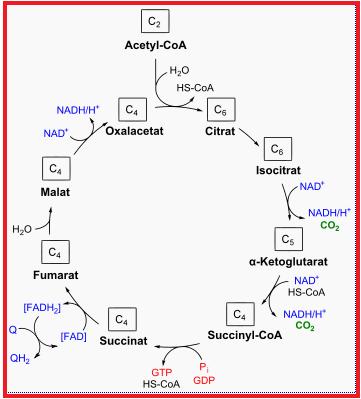 C2
Acetyl-CoA
H2O
HS-CoA
NADH/H+
C4
C6
Oxalacetat
Citrat
NAD+
C6
C4
Isocitrat
Malat
NAD+
NADH/H+
CO2
H2O
C5
C4
α-Ketoglutarat
Fumarat
NAD+
HS-CoA
[FADH2]
C4
C4
NADH/H+
CO2
Q
[FAD]
Succinat
Succinyl-CoA
QH2
GTP
Pi
HS-CoA
GDP